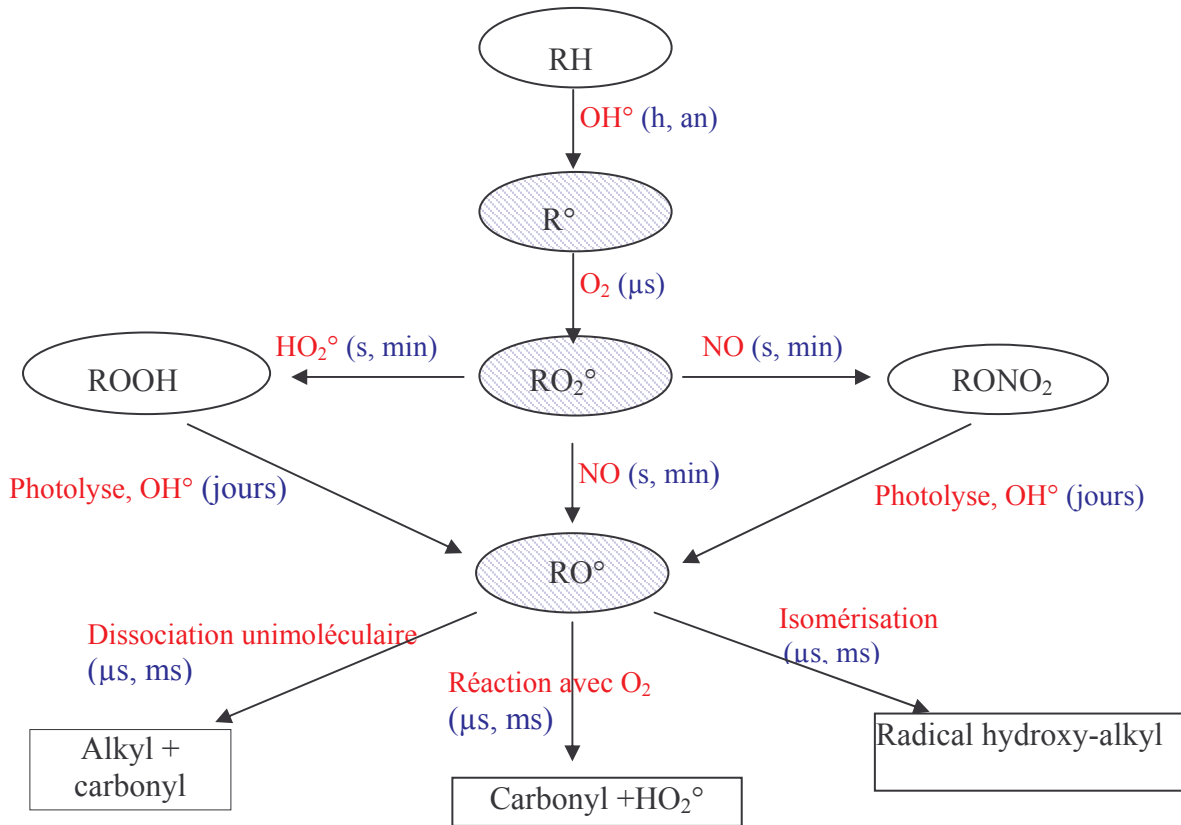 RH
OH° (h, an)
R°
O₂ (µs)
HO₂° (s, min)
NO (s, min)
ROOH
RO₂°
RONO₂
Photolyse, OH° (jours)
NO (s, min)
Photolyse, OH° (jours)
RO°
Dissociation unimoléculaire
(µs, ms)
Isomérisation
(µs, ms)
Réaction avec O₂
(µs, ms)
Alkyl +
carbonyl
Carbonyl +HO₂°
Radical hydroxy-alkyl